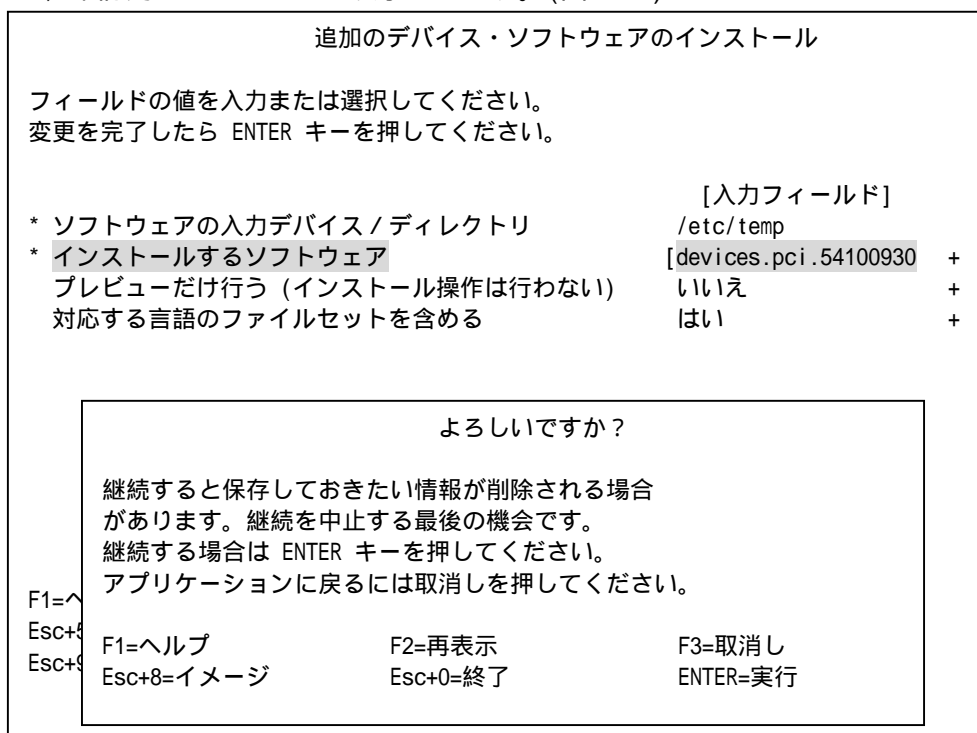 追加のデバイス・ソフトウェアのインストール
フィールドの値を入力または選択してください。
変更を完了したら ENTER キーを押してください。
[入力フィールド]
* ソフトウェアの入力デバイス / ディレクトリ /etc/temp
* インストールするソフトウェア [devices.pci.54100930 +
プレビューだけ行う (インストール操作は行わない) いいえ +
対応する言語のファイルセットを含める はい +
よろしいですか?
継続すると保存しておきたい情報が削除される場合
があります。継続を中止する最後の機会です。
継続する場合は ENTER キーを押してください。
アプリケーションに戻るには取消しを押してください。
F1=ヘルプ F2=再表示 F3=取消し
Esc+8=イメージ Esc+0=終了 ENTER=実行
F1=ヘ
Esc+5
Esc+9